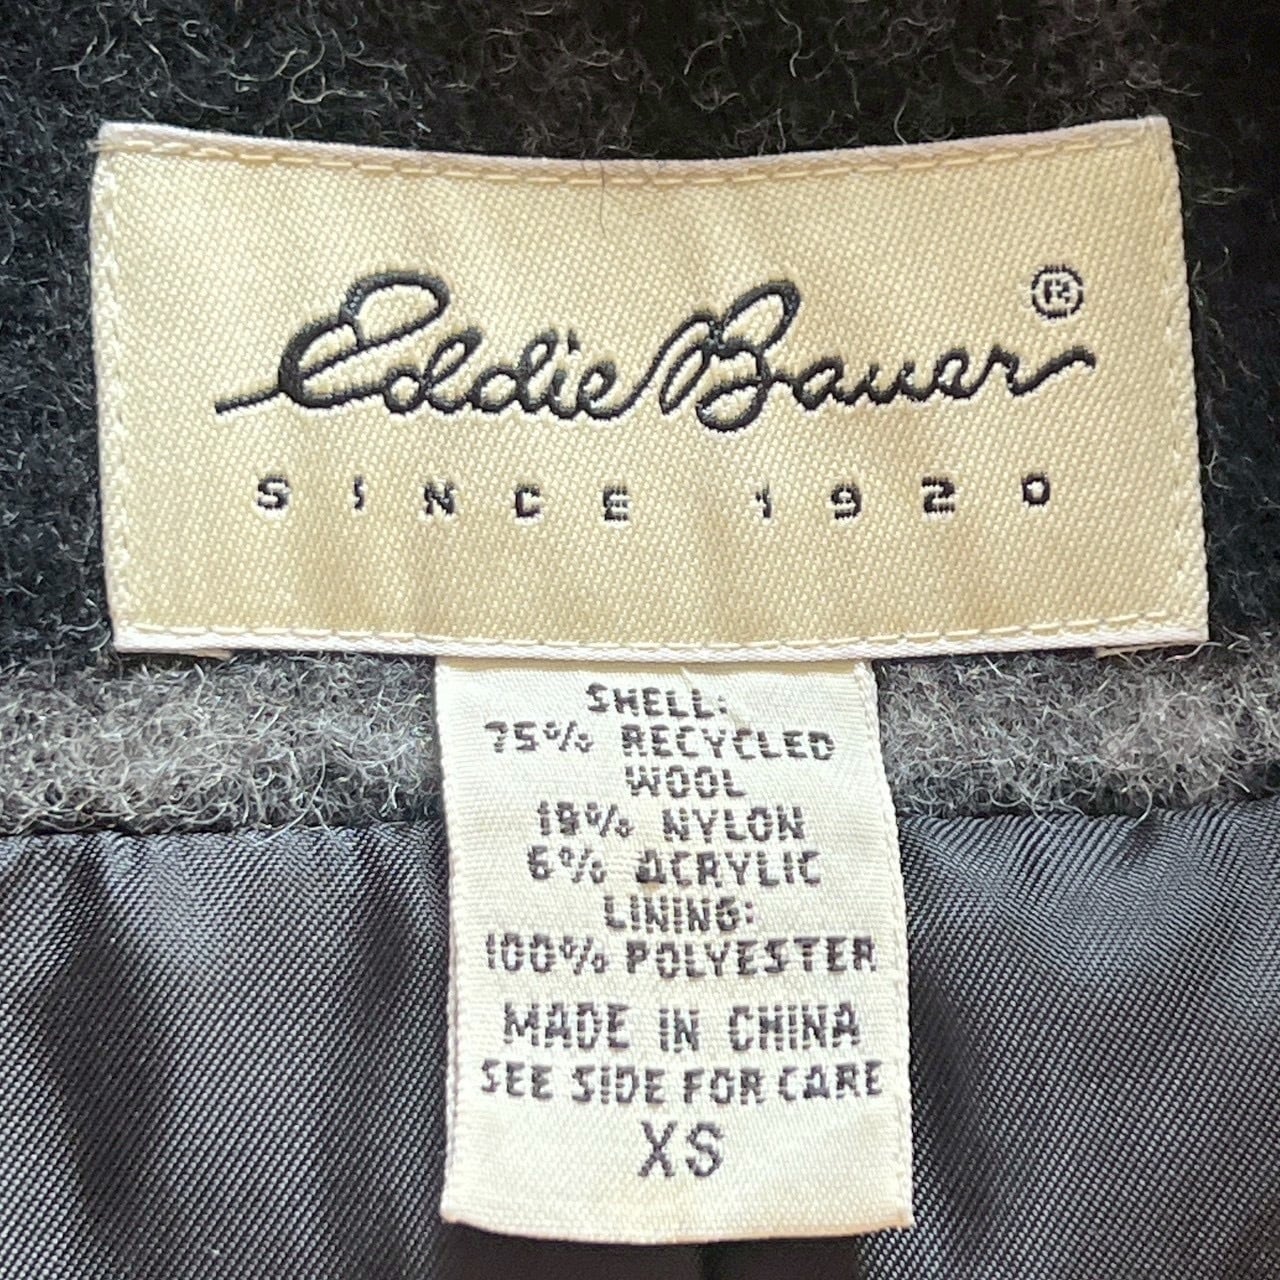 Eddie Bauer®
SINCE 1920
SHELL:
75% RECYCLED
WOOL
19% NYLON
6% ACRYLIC
LINING:
100% POLYESTER
MADE IN CHINA
SEE SIDE FOR CARE
XS